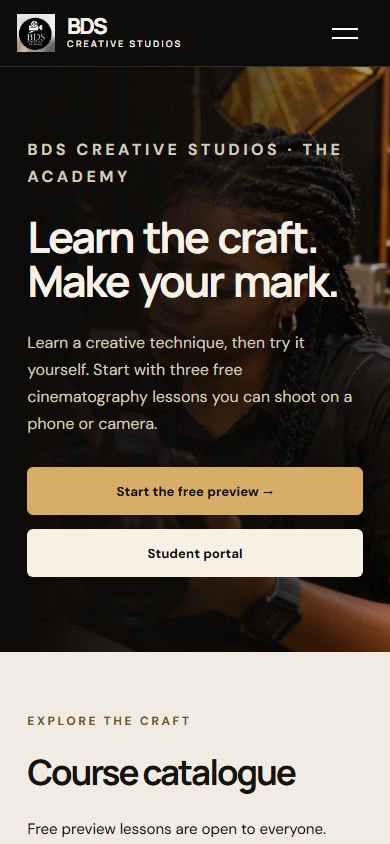 BDS
BDS
CREATIVE STUDIOS
BDS CREATIVE STUDIOS · THE
ACADEMY
Learn the craft.
Make your mark.
Learn a creative technique, then try it
yourself. Start with three free
cinematography lessons you can shoot on a
phone or camera.
Start the free preview →
Student portal
EXPLORE THE CRAFT
Course catalogue
Free preview lessons are open to everyone.